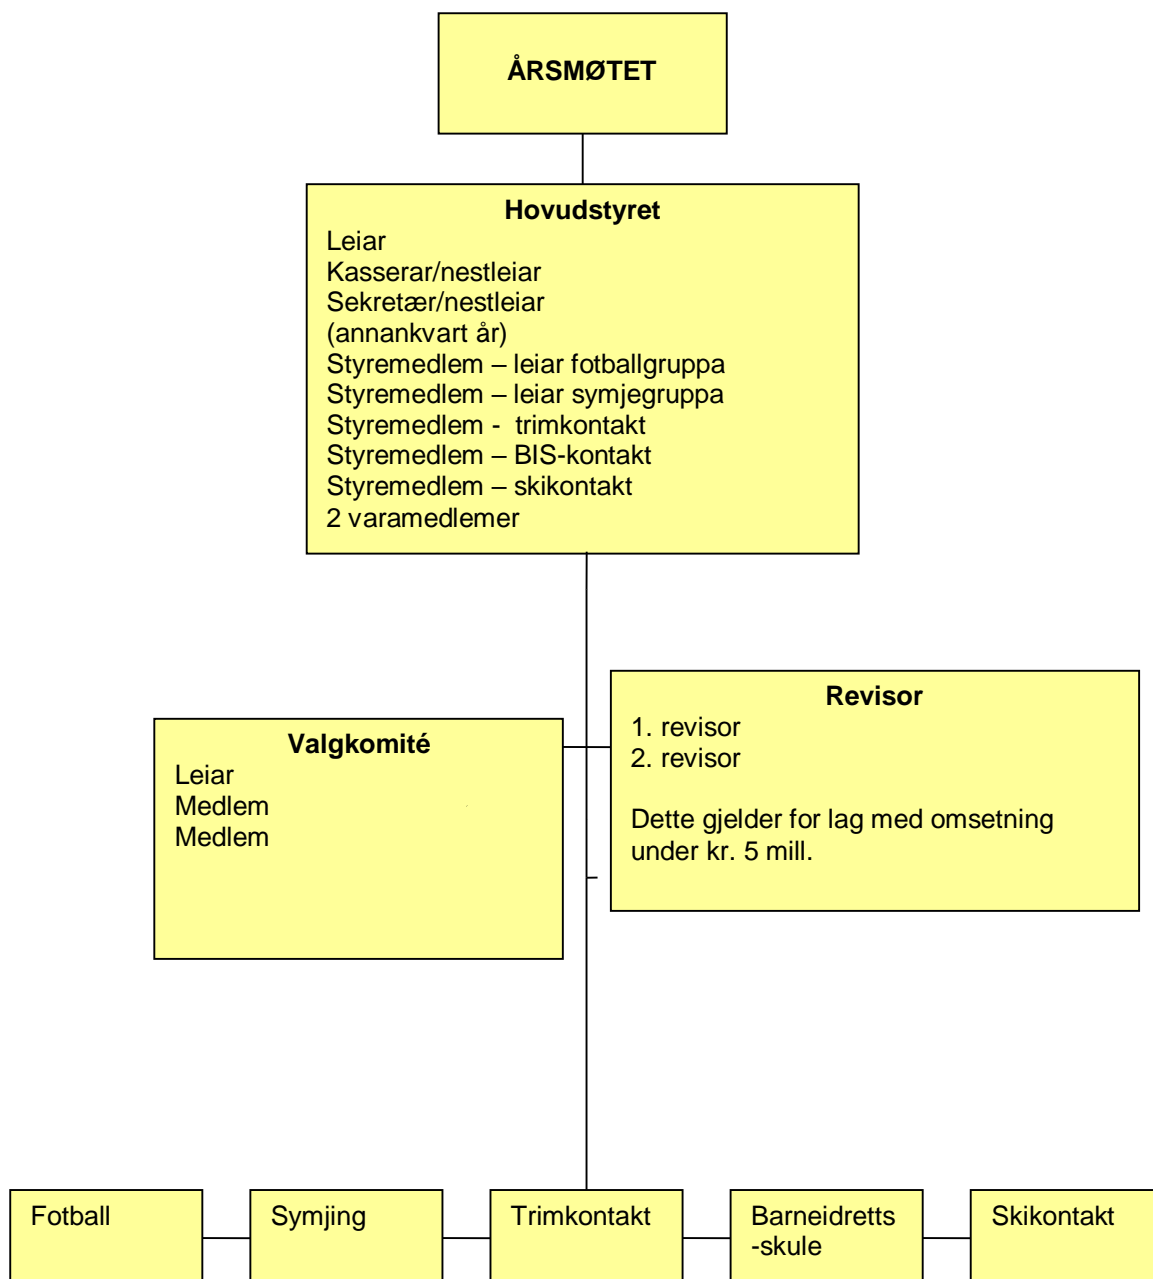 ÅRSMØTET
Hovudstyret
Leiar
Kasserar/nestleiar
Sekretær/nestleiar
(annankvart år)
Styremedlem – leiar fotballgruppa
Styremedlem – leiar symjegruppa
Styremedlem -  trimkontakt
Styremedlem – BIS-kontakt
Styremedlem – skikontakt
2 varamedlemer
Valgkomité
Leiar
Medlem
Medlem
Revisor
1. revisor
2. revisor
Dette gjelder for lag med omsetning
under kr. 5 mill.
Fotball
Symjing
Trimkontakt
Barneidretts
-skule
Skikontakt